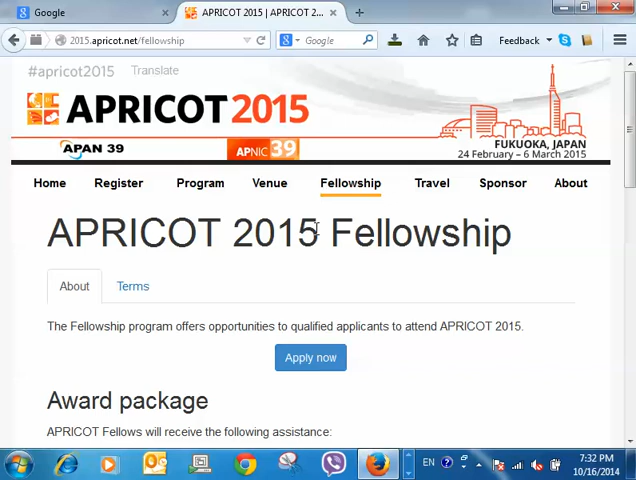 Google
APRICOT 2015 | APRICOT 2...
2015.apricot.net/fellowship
Google
Feedback
#apricot2015 Translate
APRICOT 2015
APAN 39
APNIC 39
FUKUOKA, JAPAN
24 February – 6 March 2015
Home Register Program Venue Fellowship Travel Sponsor About
APRICOT 2015 Fellowship
About Terms
The Fellowship program offers opportunities to qualified applicants to attend APRICOT 2015.
Apply now
Award package
APRICOT Fellows will receive the following assistance:
EN
7:32 PM
10/16/2014